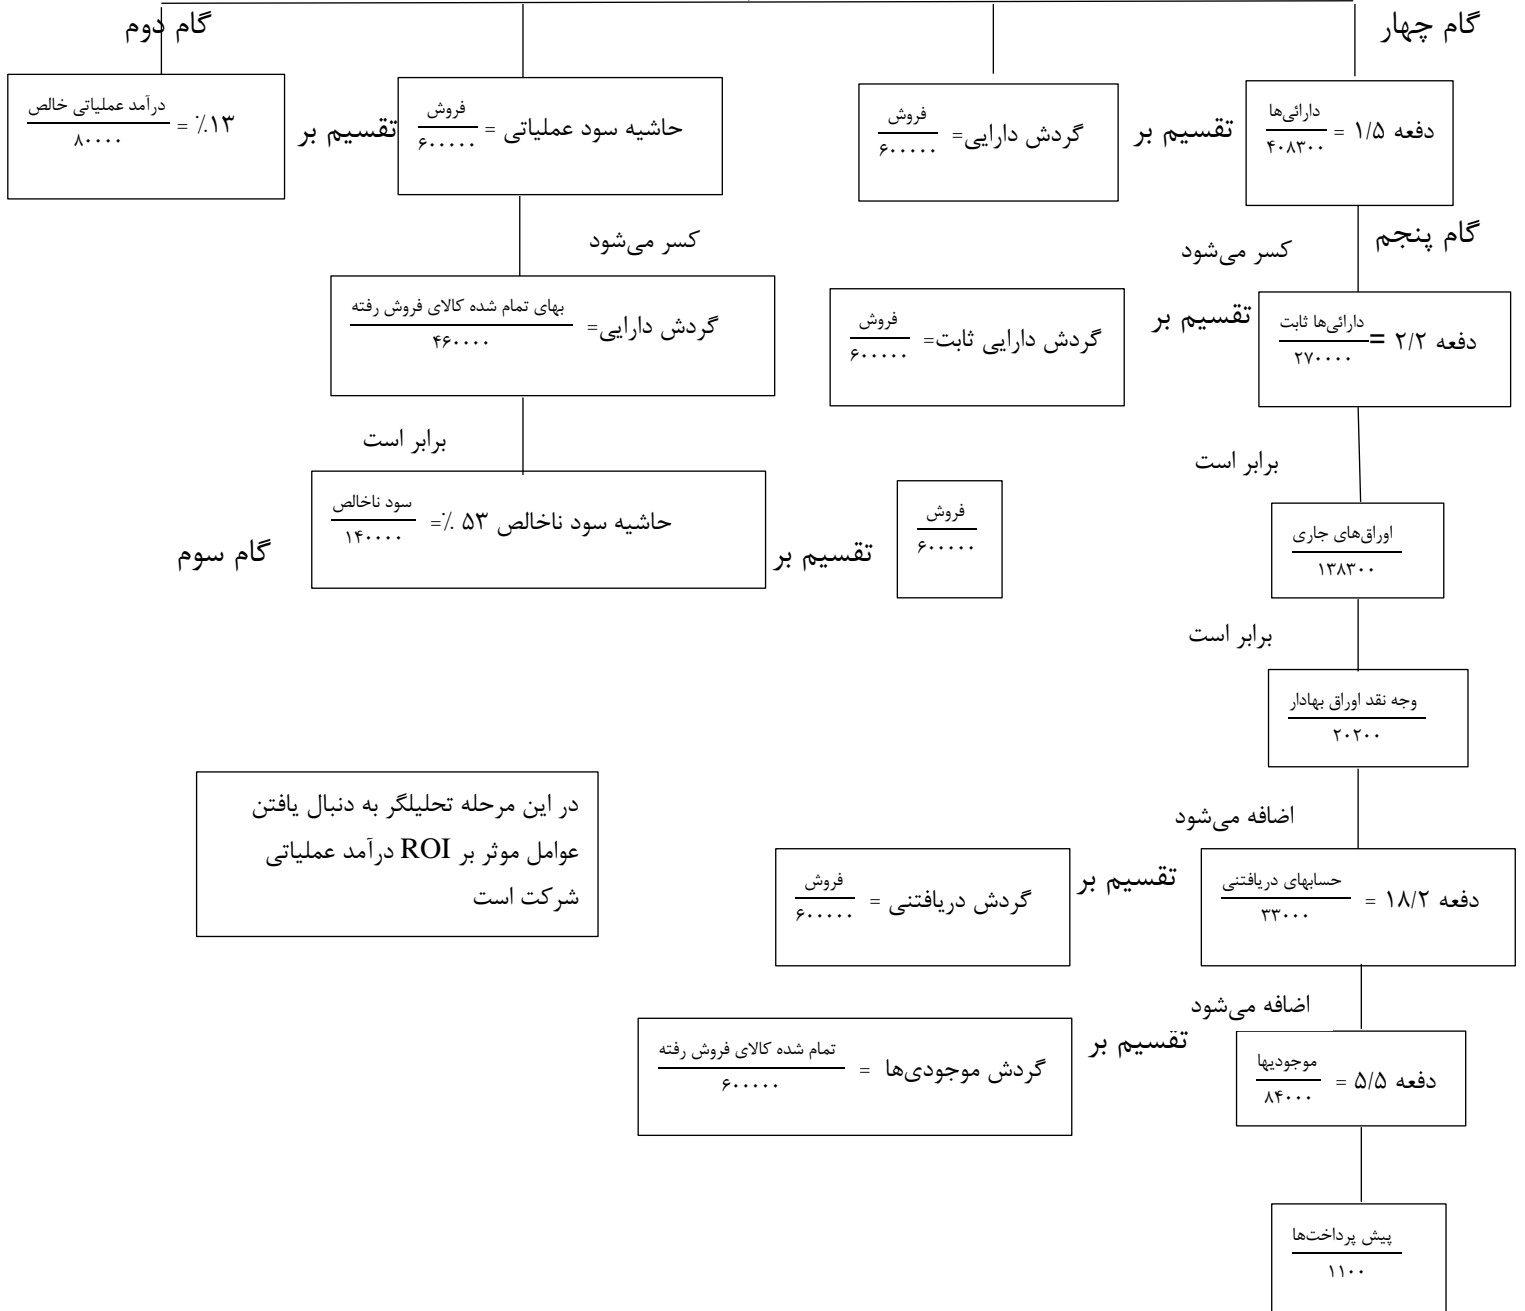 گام چهار
گام دوم
دفعه ۱/۵ = دارائی‌ها
۴۰۸۳۰۰
تقسیم بر
گردش دارایی= فروش
۶۰۰۰۰۰
حاشیه سود عملیاتی = فروش
۶۰۰۰۰۰
تقسیم بر
٪۱۳ = درآمد عملیاتی خالص
۸۰۰۰۰
گام پنجم
کسر می‌شود
کسر می‌شود
دفعه ۲/۲ = دارائی‌ها ثابت
۲۷۰۰۰۰
تقسیم بر
گردش دارایی ثابت= فروش
۶۰۰۰۰۰
گردش دارایی= بهای تمام شده کالای فروش رفته
۴۶۰۰۰۰
برابر است
برابر است
اوراق‌های جاری
۱۳۸۳۰۰
فروش
۶۰۰۰۰۰
تقسیم بر
حاشیه سود ناخالص ۵۳ ٪= سود ناخالص
۱۴۰۰۰۰
گام سوم
برابر است
وجه نقد اوراق بهادار
۲۰۲۰۰
در این مرحله تحلیلگر به دنبال یافتن
عوامل موثر بر ROI درآمد عملیاتی
شرکت است
اضافه می‌شود
دفعه ۱۸/۲ = حسابهای دریافتنی
۳۳۰۰۰
تقسیم بر
گردش دریافتنی = فروش
۶۰۰۰۰۰
اضافه می‌شود
دفعه ۵/۵ = موجودیها
۸۴۰۰۰
تقسیم بر
گردش موجودی‌ها = تمام شده کالای فروش رفته
۶۰۰۰۰۰
پیش پرداخت‌ها
۱۱۰۰